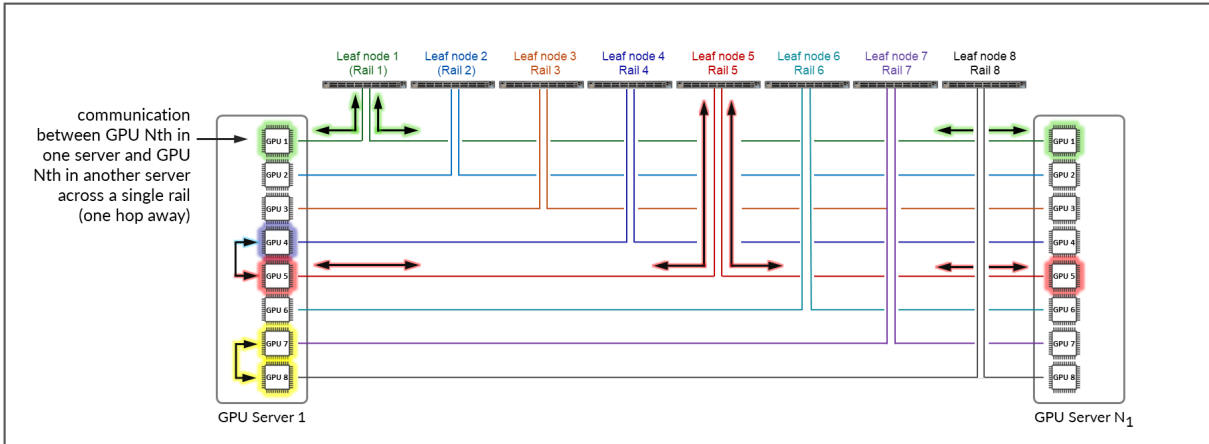 Leaf node 1
(Rail 1)
Leaf node 2
(Rail 2)
Leaf node 3
Rail 3
Leaf node 4
Rail 4
Leaf node 5
Rail 5
Leaf node 6
Rail 6
Leaf node 7
Rail 7
Leaf node 8
Rail 8
communication
between GPU Nth in
one server and GPU
Nth in another server
across a single rail
(one hop away)
GPU 1
GPU 2
GPU 3
GPU 4
GPU 5
GPU 6
GPU 7
GPU 8
GPU Server 1
GPU 1
GPU 2
GPU 3
GPU 4
GPU 5
GPU 6
GPU 7
GPU 8
GPU Server N₁